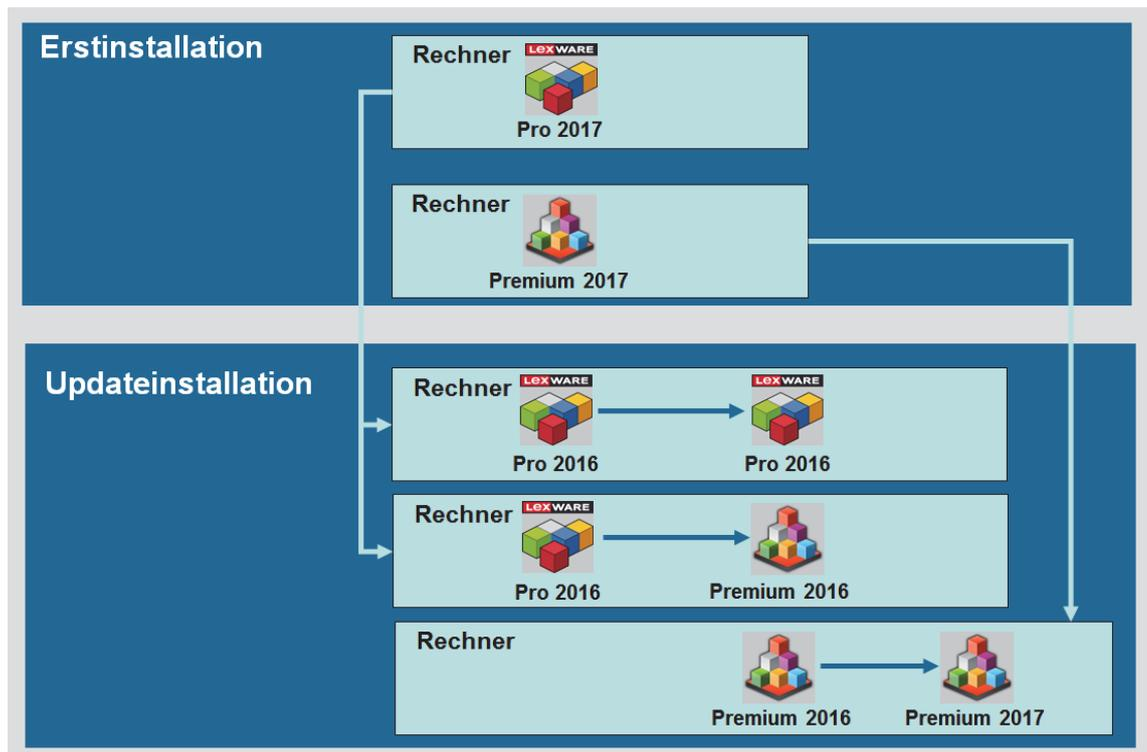 Erstinstallation
Rechner
LEXWARE
Pro 2017
Rechner
Premium 2017
Updateinstallation
Rechner
LEXWARE
LEXWARE
Pro 2016
Pro 2016
Rechner
LEXWARE
Pro 2016
Premium 2016
Rechner
Premium 2016
Premium 2017